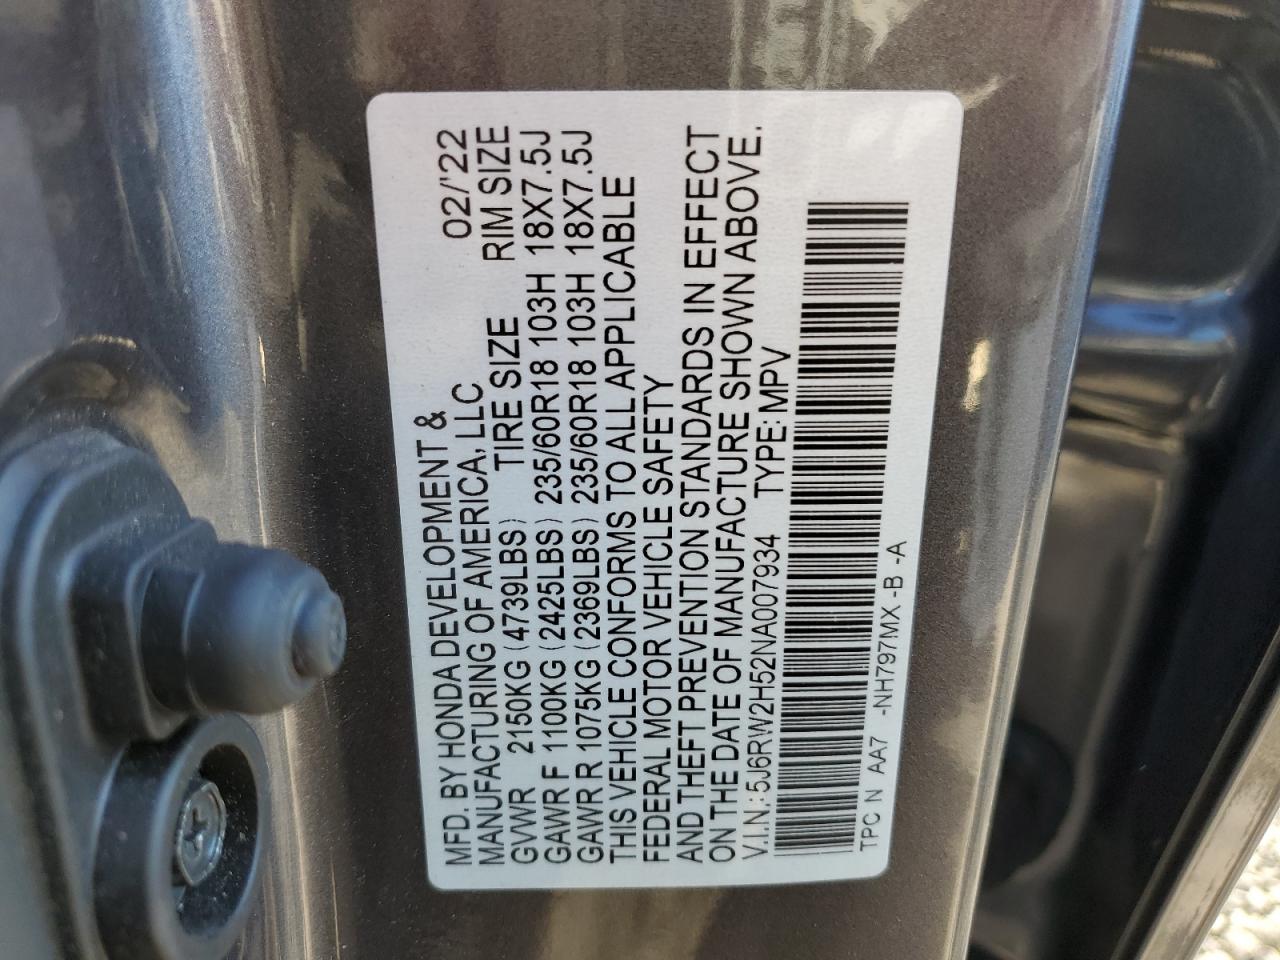 MFD. BY HONDA DEVELOPMENT & 02/'22
MANUFACTURING OF AMERICA, LLC
TIRE SIZE RIM SIZE
GVWR 2150KG (4739LBS)
GAWR F 1100KG (2425LBS) 235/60R18 103H 18X7.5J
GAWR R 1075KG (2369LBS) 235/60R18 103H 18X7.5J
THIS VEHICLE CONFORMS TO ALL APPLICABLE
FEDERAL MOTOR VEHICLE SAFETY
AND THEFT PREVENTION STANDARDS IN EFFECT
ON THE DATE OF MANUFACTURE SHOWN ABOVE.
V.I.N.: 5J6RW2H52NA007934 TYPE: MPV
TPC N AA7 -NH797MX -B -A